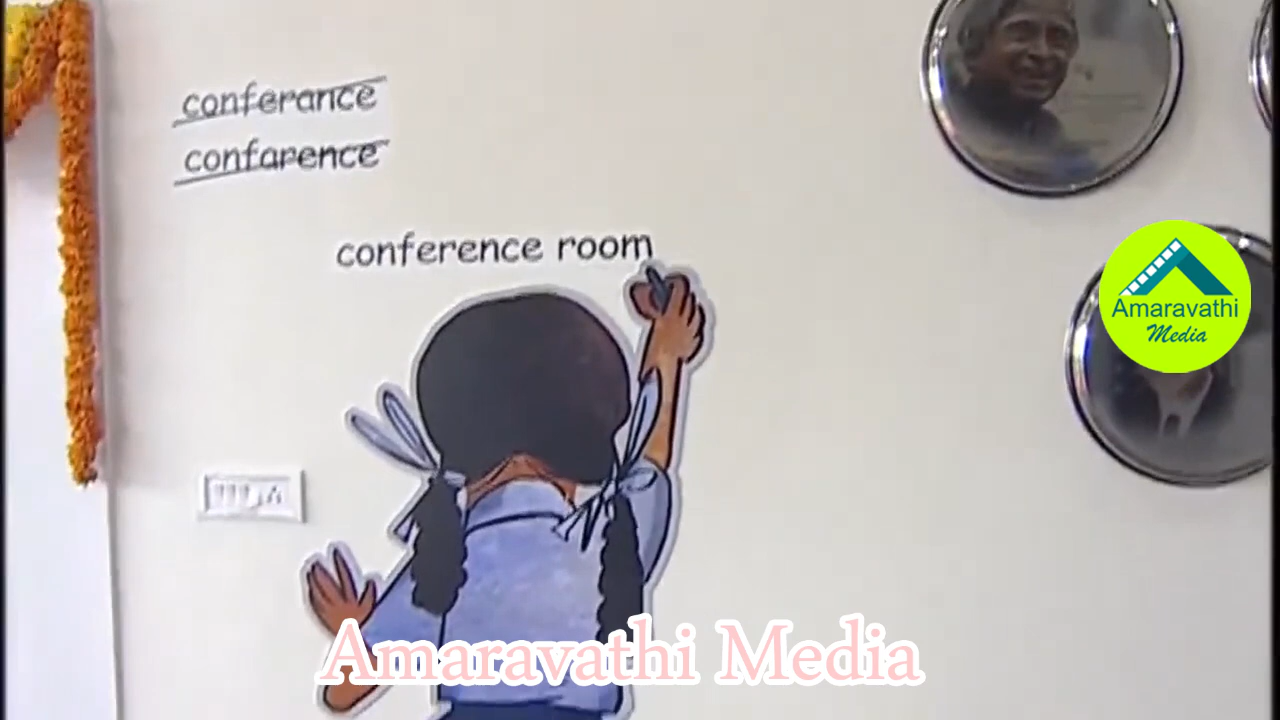 conferance
confarence
conference room
Amaravathi
Media
Amaravathi Media